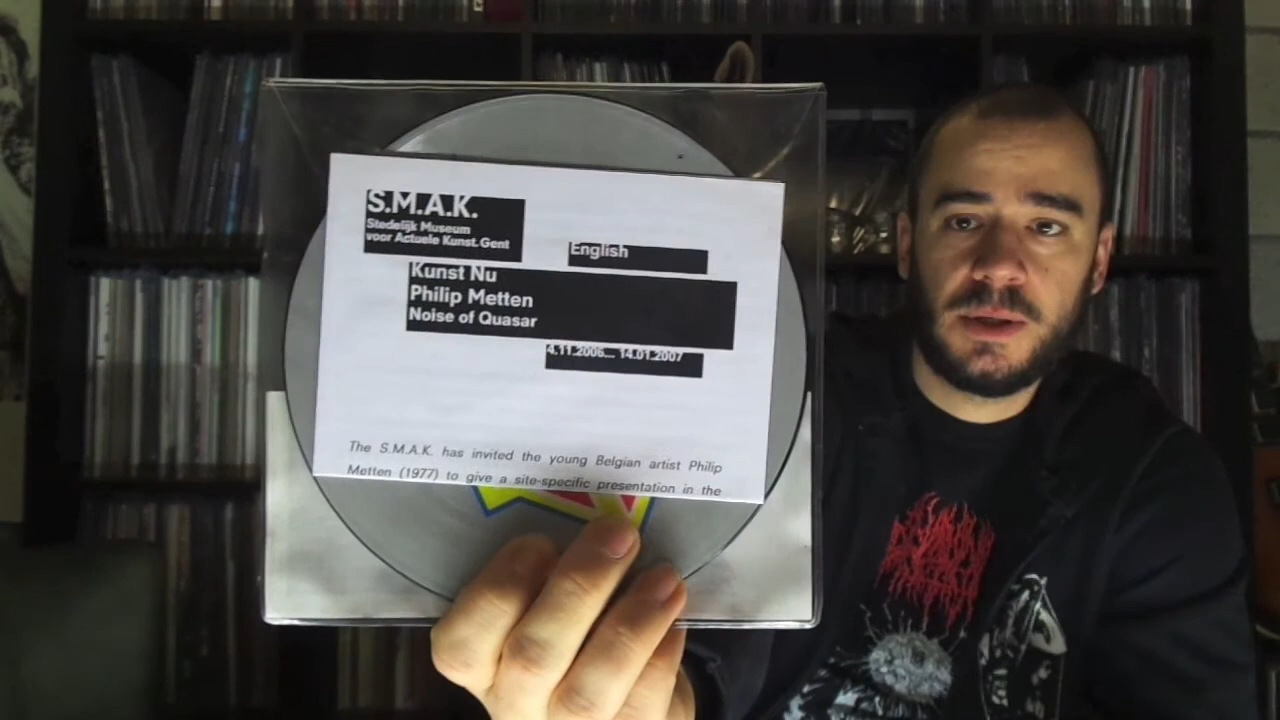 S.M.A.K.
Stedelijk Museum
voor Actuele Kunst.Gent
English
Kunst Nu
Philip Metten
Noise of Quasar
4.11.2006... 14.01.2007
The S.M.A.K. has invited the young Belgian artist Philip
Metten (1977) to give a site-specific presentation in the